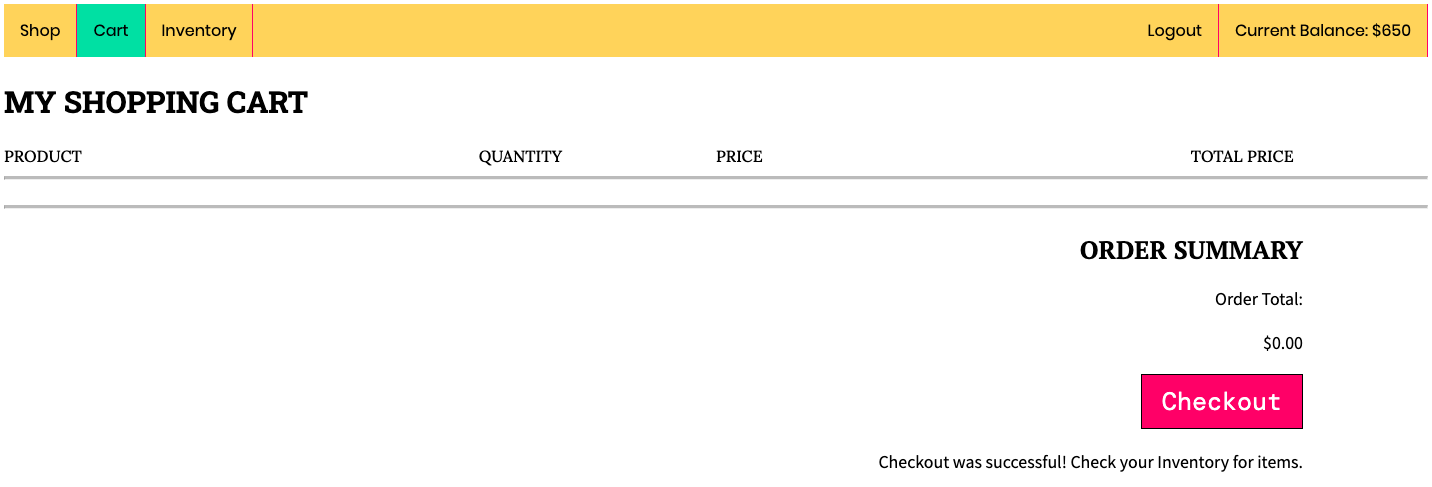 Shop Cart Inventory Logout Current Balance: $650
MY SHOPPING CART
PRODUCT QUANTITY PRICE TOTAL PRICE
ORDER SUMMARY
Order Total:
$0.00
Checkout
Checkout was successful! Check your Inventory for items.